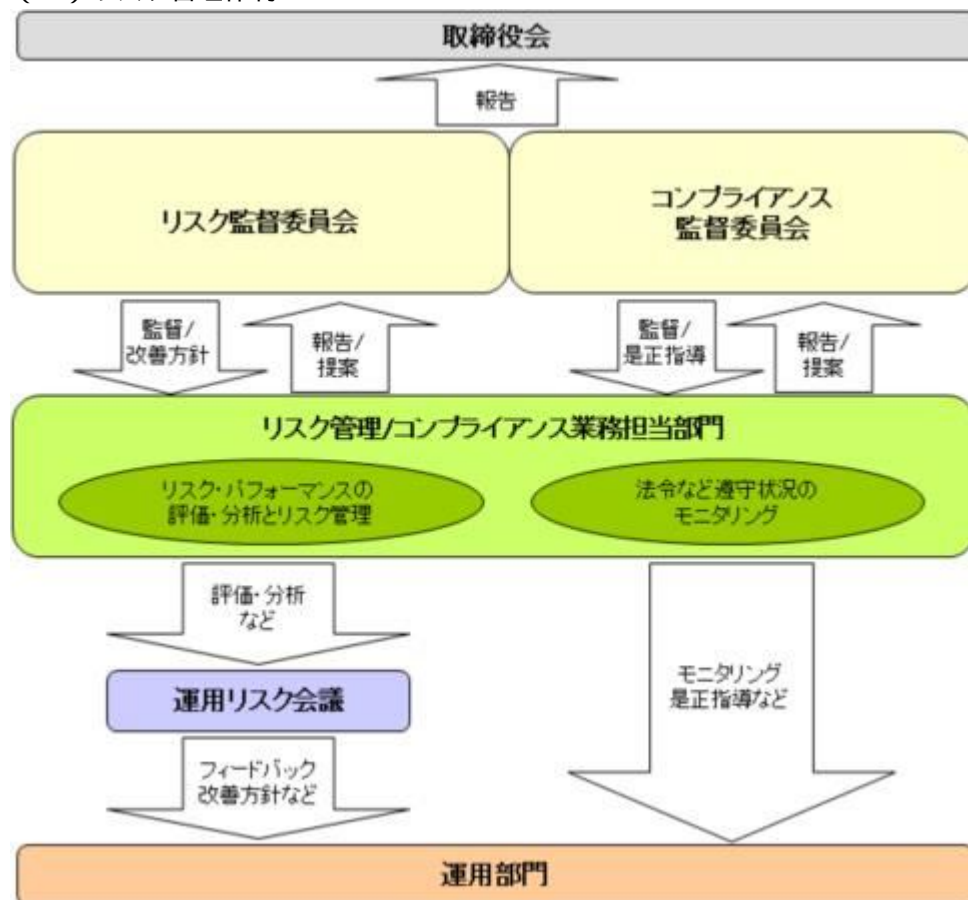 取締役会
報告
リスク監督委員会
コンプライアンス
監督委員会
監督/
改善方針
報告/
提案
監督/
是正指導
報告/
提案
リスク管理/コンプライアンス業務担当部門
リスク・パフォーマンスの
評価・分析とリスク管理
法令など遵守状況の
モニタリング
評価・分析
など
運用リスク会議
モニタリング
是正指導など
フィードバック
改善方針など
運用部門